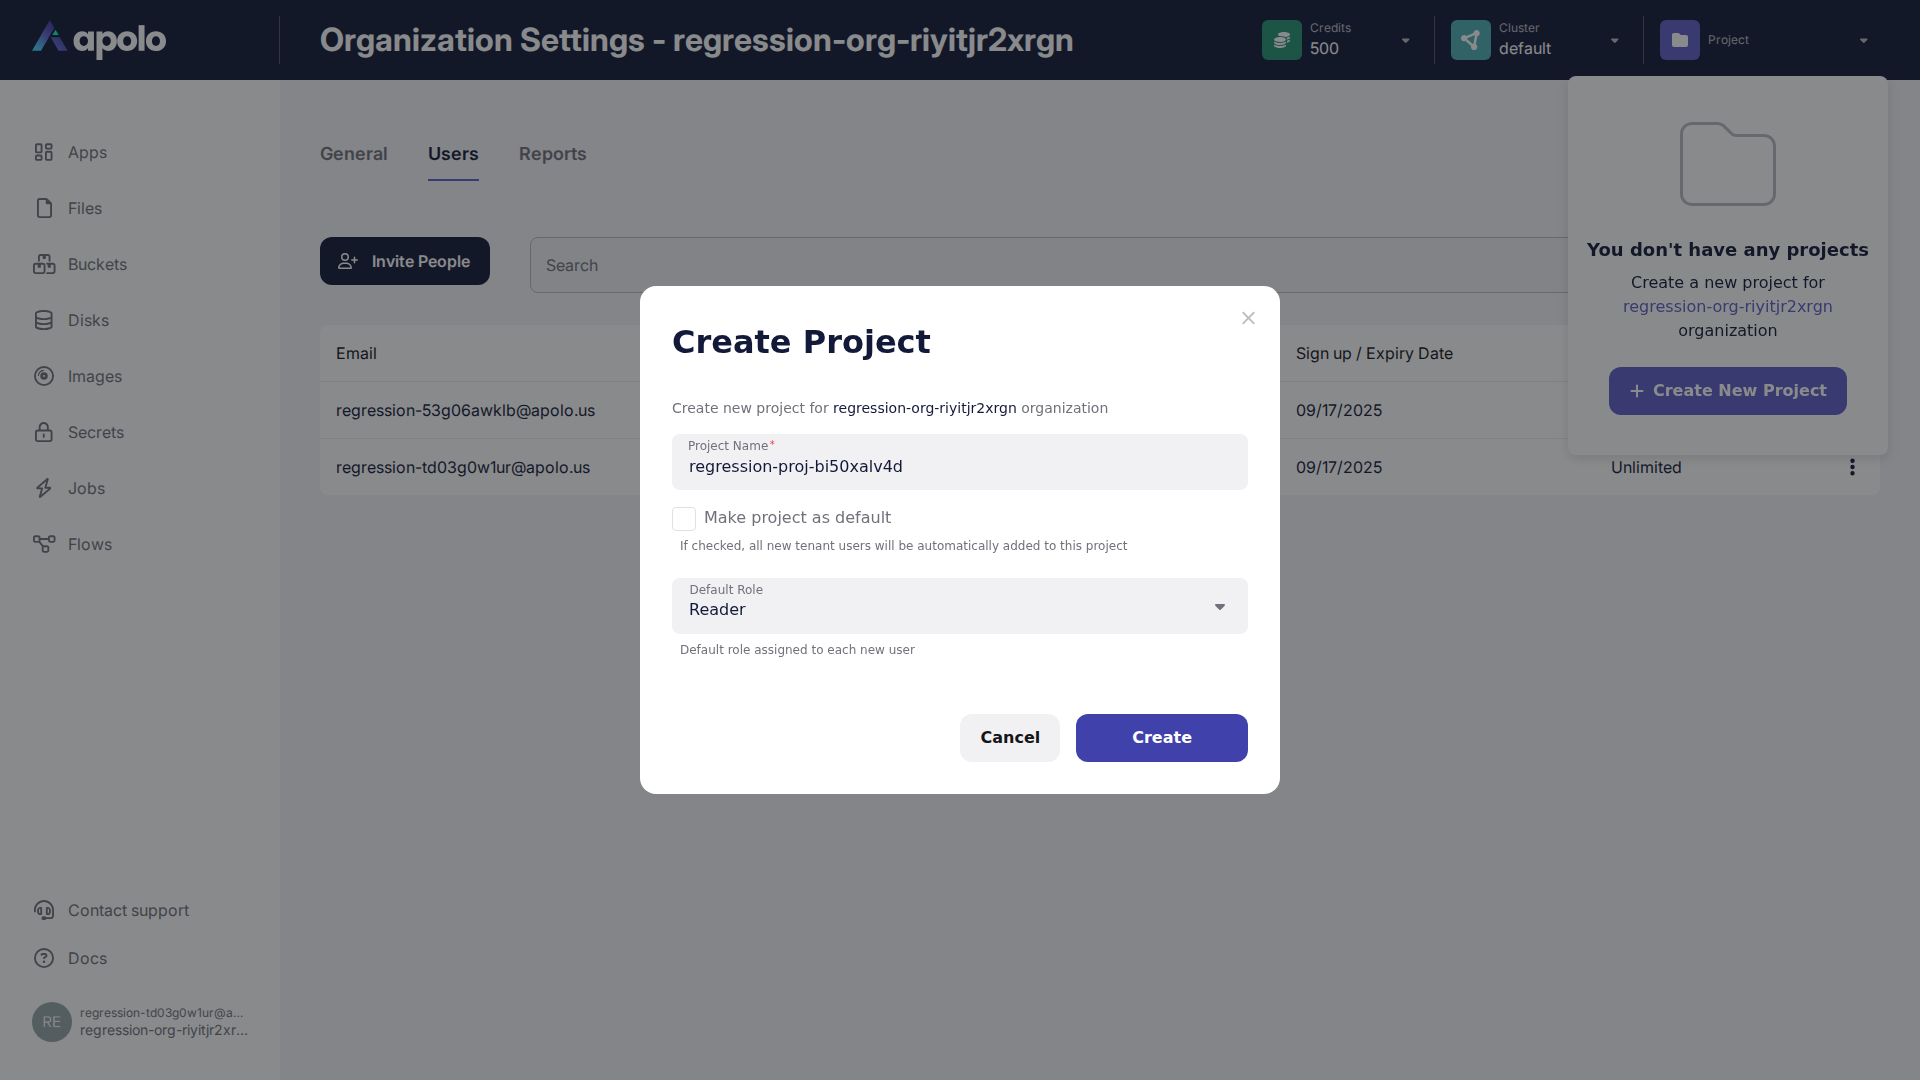 apolo
Organization Settings - regression-org-riyitjr2xrgn
Credits
500
Cluster
default
Project
Apps
Files
Buckets
Disks
Images
Secrets
Jobs
Flows
Contact support
Docs
RE
regression-td03g0w1ur@a...
regression-org-riyitjr2xr...
General
Users
Reports
Invite People
Search
Email
Sign up / Expiry Date
regression-53g06awklb@apolo.us
09/17/2025
regression-td03g0w1ur@apolo.us
09/17/2025
Unlimited
You don't have any projects
Create a new project for
regression-org-riyitjr2xrgn
organization
Create New Project
Create Project
Create new project for regression-org-riyitjr2xrgn organization
Project Name*
regression-proj-bi50xalv4d
Make project as default
If checked, all new tenant users will be automatically added to this project
Default Role
Reader
Default role assigned to each new user
Cancel
Create